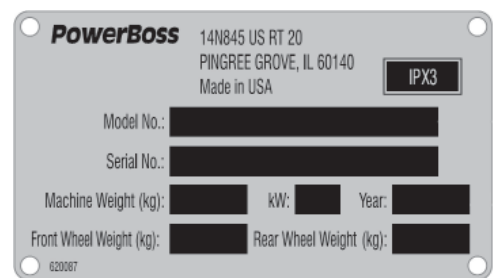 PowerBoss
14N845 US RT 20
PINGREE GROVE, IL 60140
Made in USA
IPX3
Model No.:
Serial No.:
Machine Weight (kg): kW: Year:
Front Wheel Weight (kg): Rear Wheel Weight (kg):
620087